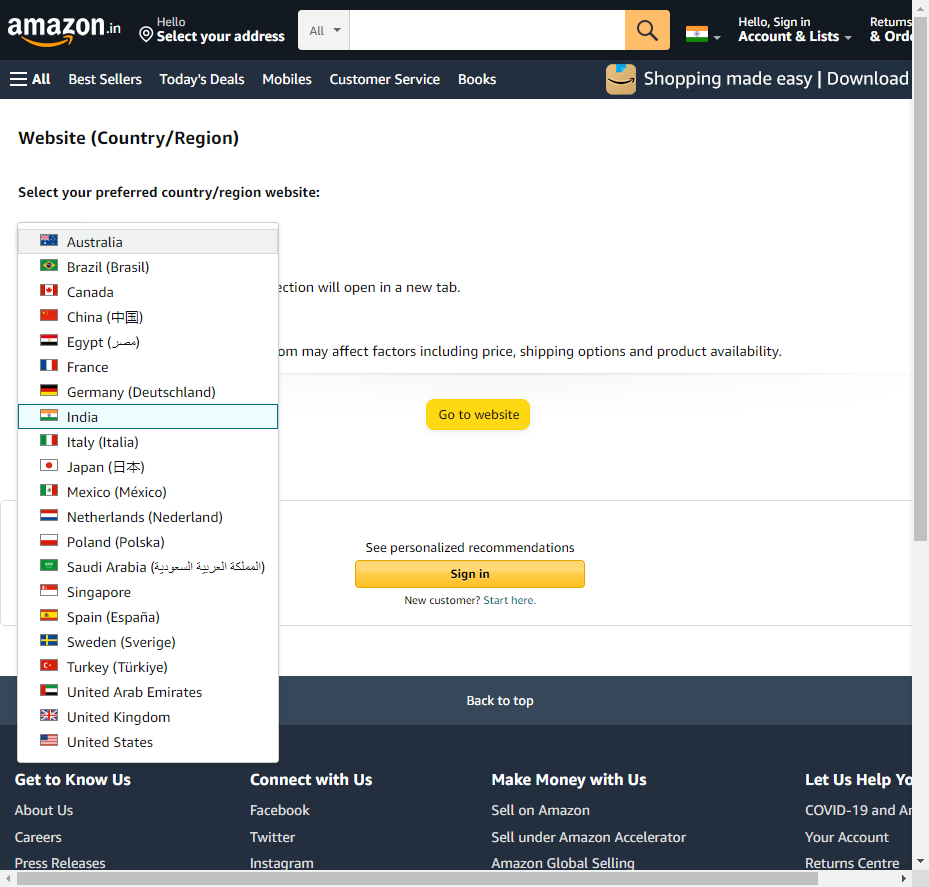 amazon.in
Hello
Select your address
All
Hello, Sign in
Account & Lists
Returns
& Orde
All
Best Sellers
Today's Deals
Mobiles
Customer Service
Books
Shopping made easy | Download
Website (Country/Region)
Select your preferred country/region website:
Australia
Brazil (Brasil)
Canada
ection will open in a new tab.
China (中国)
Egypt (مصر)
om may affect factors including price, shipping options and product availability.
France
Germany (Deutschland)
India
Go to website
Italy (Italia)
Japan (日本)
Mexico (México)
Netherlands (Nederland)
Poland (Polska)
See personalized recommendations
Saudi Arabia (المملكة العربية السعودية)
Sign in
Singapore
New customer? Start here.
Spain (España)
Sweden (Sverige)
Turkey (Türkiye)
United Arab Emirates
Back to top
United Kingdom
United States
Get to Know Us
About Us
Careers
Press Releases
Connect with Us
Facebook
Twitter
Instagram
Make Money with Us
Sell on Amazon
Sell under Amazon Accelerator
Amazon Global Selling
Let Us Help Yo
COVID-19 and Am
Your Account
Returns Centre